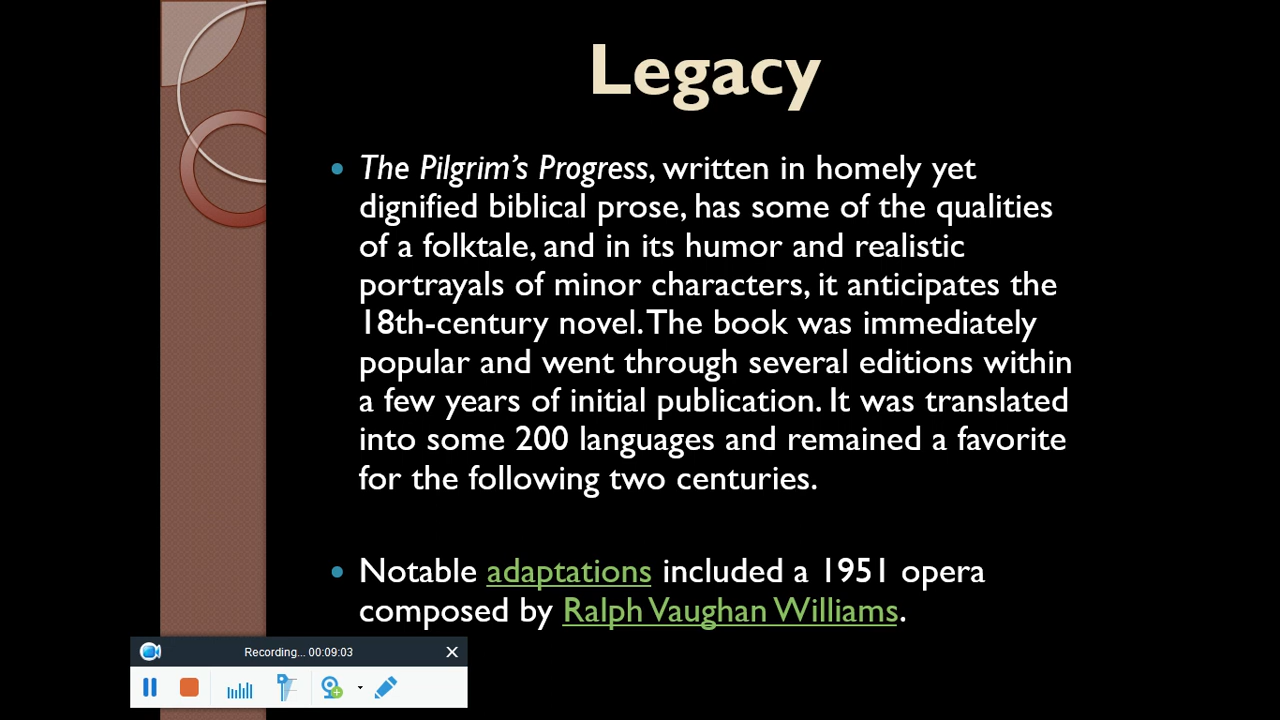 Legacy
The Pilgrim's Progress, written in homely yet
dignified biblical prose, has some of the qualities
of a folktale, and in its humor and realistic
portrayals of minor characters, it anticipates the
18th-century novel. The book was immediately
popular and went through several editions within
a few years of initial publication. It was translated
into some 200 languages and remained a favorite
for the following two centuries.
Notable adaptations included a 1951 opera
composed by Ralph Vaughan Williams.
Recording... 00:09:03